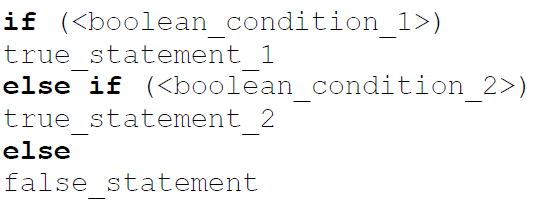 if (<boolean_condition_1>)
true_statement_1
else if (<boolean_condition_2>)
true_statement_2
else
false_statement